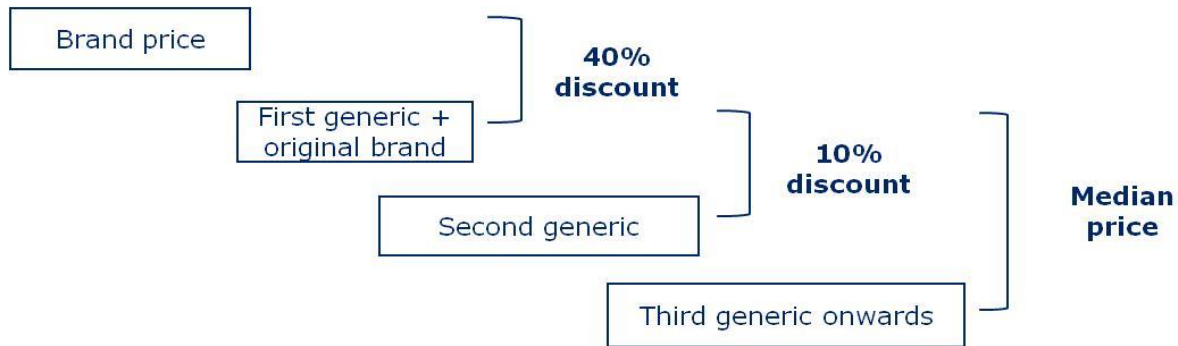 Brand price
40%
discount
First generic +
original brand
10%
discount
Second generic
Median
price
Third generic onwards